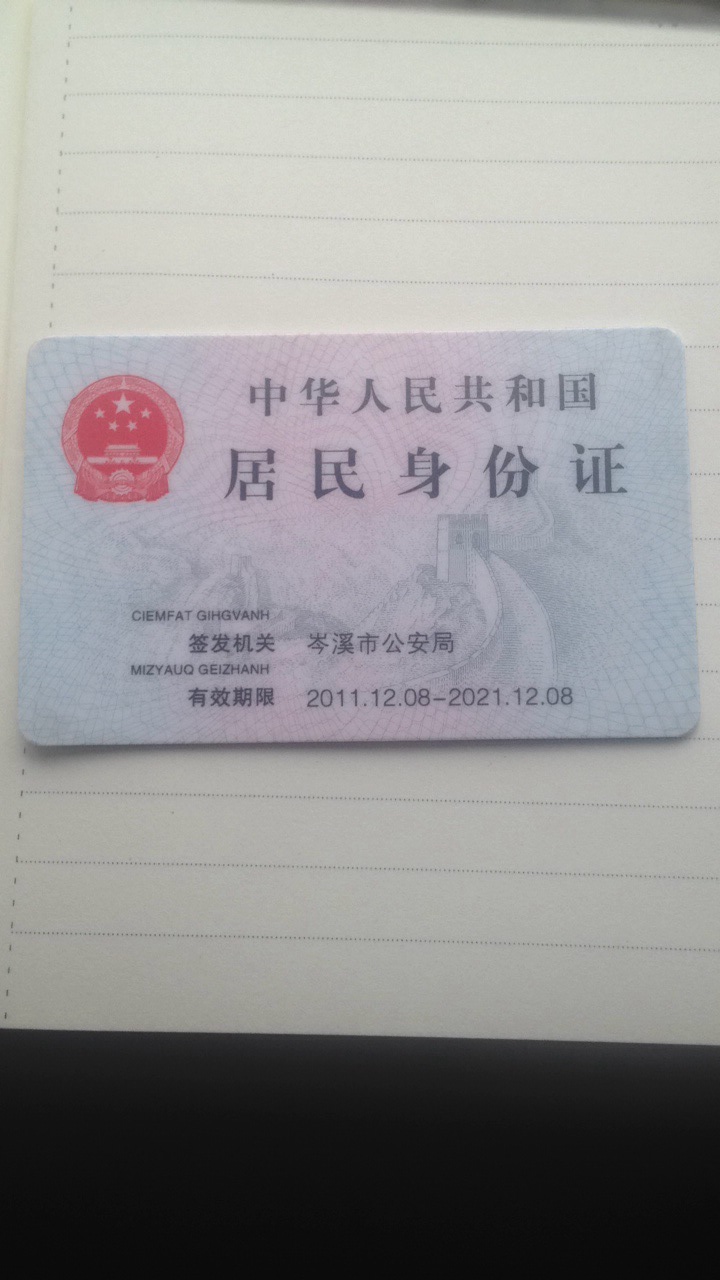 中华人民共和国
居民身份证
CIEMFAT GIHGVANH
签发机关 岑溪市公安局
MIZYAUQ GEIZHANH
有效期限 2011.12.08-2021.12.08